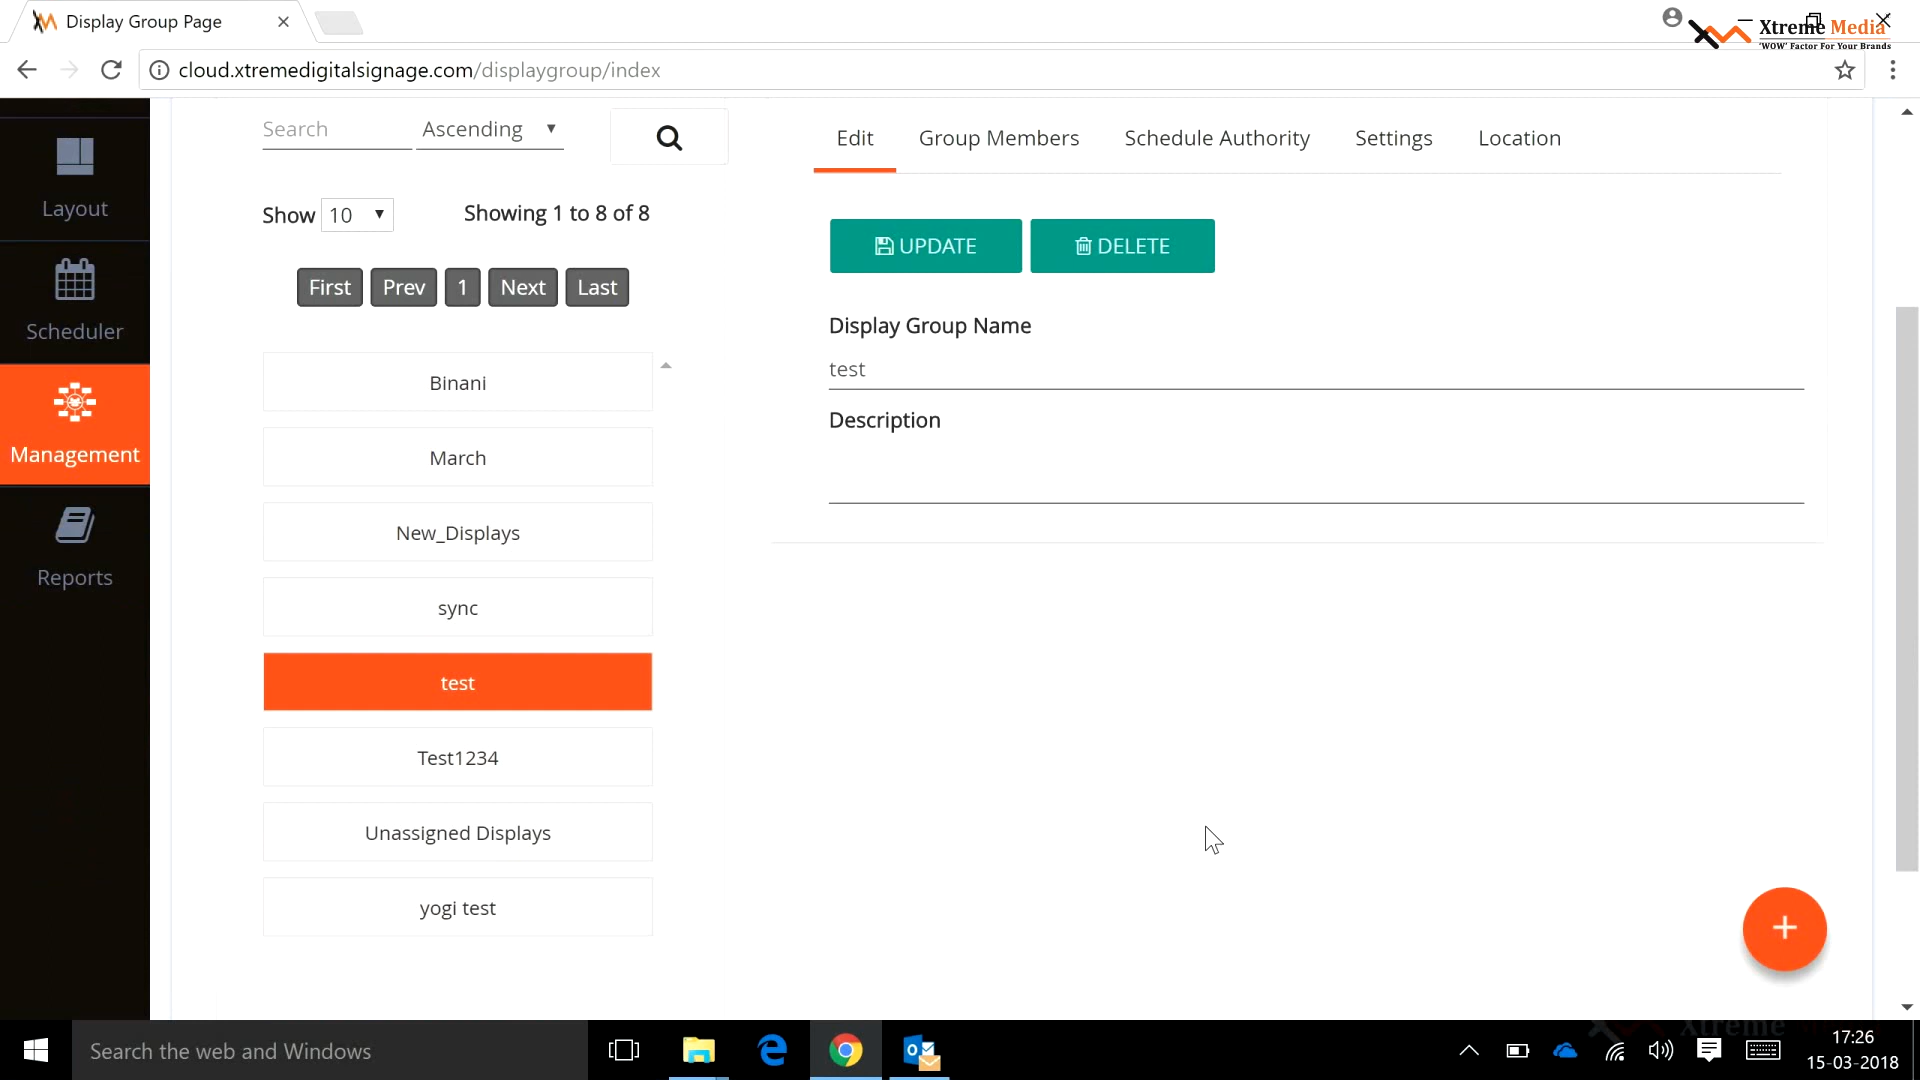 Display Group Page
Xtreme Media
'WOW' Factor For Your Brands
cloud.xtremedigitalsignage.com/displaygroup/index
Layout
Scheduler
Management
Reports
Search
Ascending
Show 10
Showing 1 to 8 of 8
First Prev 1 Next Last
Binani
March
New_Displays
sync
test
Test1234
Unassigned Displays
yogi test
Edit Group Members Schedule Authority Settings Location
UPDATE DELETE
Display Group Name
test
Description
+
Xtreme
Search the web and Windows
17:26
15-03-2018